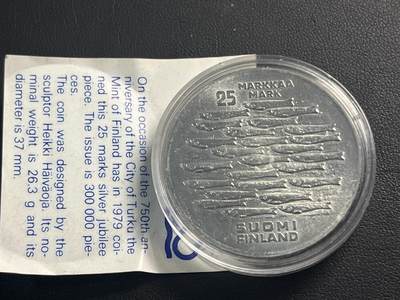 On the occasion of the 750th an-
niversary of the City of Turku the
Mint of Finland has in 1979 coi-
ned this 25 marks silver jubilee
piece. The issue is 300 000 pie-
ces.
The coin was designed by the
sculptor Heikki Häiväoja. Its no-
minal weight is 26.3 g and its
diameter is 37 mm.
25 MARKKAA
MARK
SUOMI
FINLAND